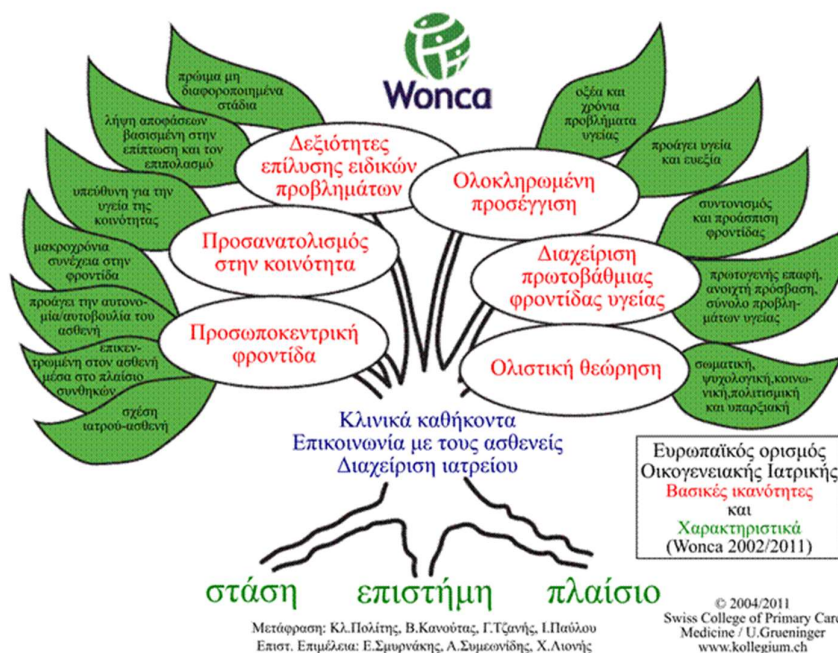 Wonca
πρώιμα μη
διαφοροποιημένα
στάδια
λήψη αποφάσεων
βασισμένη στην
επίπτωση και τον
επιπολασμό
υπεύθυνη για την
υγεία της
κοινότητας
μακροχρόνια
συνέχεια στην
φροντίδα
προάγει την αυτονο-
μία/αυτοβουλία του
ασθενή
επικεν-
τρωμένη στον ασθενή
μέσα στο πλαίσιο
συνθηκών
σχέση
ιατρού-ασθενή
Δεξιότητες
επίλυσης ειδικών
προβλημάτων
Προσανατολισμός
στην κοινότητα
Προσωποκεντρική
φροντίδα
Ολοκληρωμένη
προσέγγιση
Διαχείριση
πρωτοβάθμιας
φροντίδας υγείας
Ολιστική θεώρηση
οξέα και
χρόνια
προβλήματα
υγείας
προάγει υγεία
και ευεξία
συντονισμός
και προάσπιση
φροντίδας
πρωτογενής επαφή,
ανοιχτή πρόσβαση,
σύνολο προβλη-
μάτων υγείας
σωματική,
ψυχολογική,κοινω-
νική,πολιτισμική
και υπαρξιακή
Κλινικά καθήκοντα
Επικοινωνία με τους ασθενείς
Διαχείριση ιατρείου
Ευρωπαϊκός ορισμός
Οικογενειακής Ιατρικής
Βασικές ικανότητες
και
Χαρακτηριστικά
(Wonca 2002/2011)
στάση επιστήμη πλαίσιο
Μετάφραση: Κλ.Πολίτης, Β.Κανούτας, Γ.Τζανής, Ι.Παύλου
Επιστ. Επιμέλεια: Ε.Σμυρνάκης, Α.Συμεωνίδης, Χ.Λιονής
© 2004/2011
Swiss College of Primary Care
Medicine / U.Grueninger
www.kollegium.ch